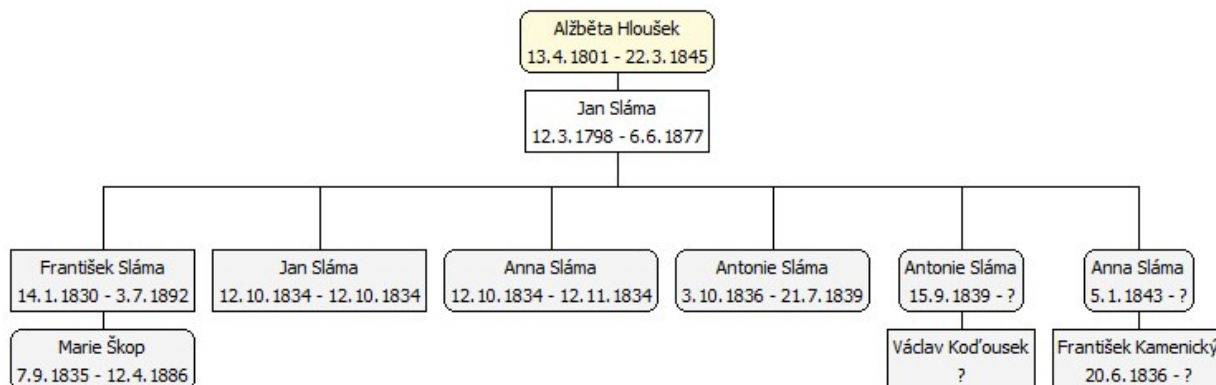 Alžběta Hloušek
13.4.1801 - 22.3.1845
Jan Sláma
12.3.1798 - 6.6.1877
František Sláma
14.1.1830 - 3.7.1892
Jan Sláma
12.10.1834 - 12.10.1834
Anna Sláma
12.10.1834 - 12.11.1834
Antonie Sláma
3.10.1836 - 21.7.1839
Antonie Sláma
15.9.1839 - ?
Anna Sláma
5.1.1843 - ?
Marie Škop
7.9.1835 - 12.4.1886
Václav Koďousek
?
František Kamenický
20.6.1836 - ?